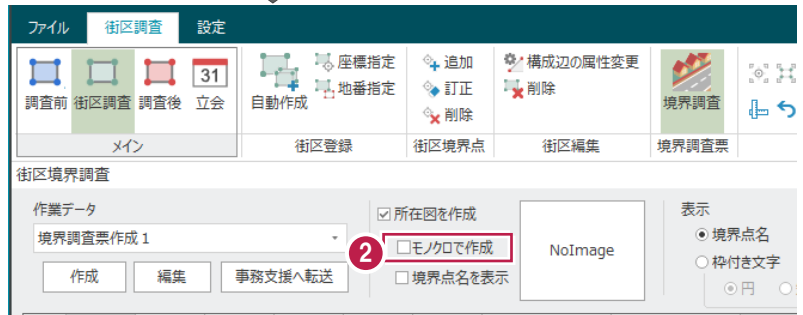 ファイル 街区調査 設定
調査前 街区調査 調査後 31 立会 自動作成 座標指定 地番指定 追加 訂正 削除 構成辺の属性変更 削除 境界調査
メイン 街区登録 街区境界点 街区編集 境界調査票
街区境界調査
作業データ 表示
境界調査票作成 1
所在図を作成
2 モノクロで作成
境界点名を表示
NoImage
境界点名
枠付き文字
円
作成 編集 事務支援へ転送